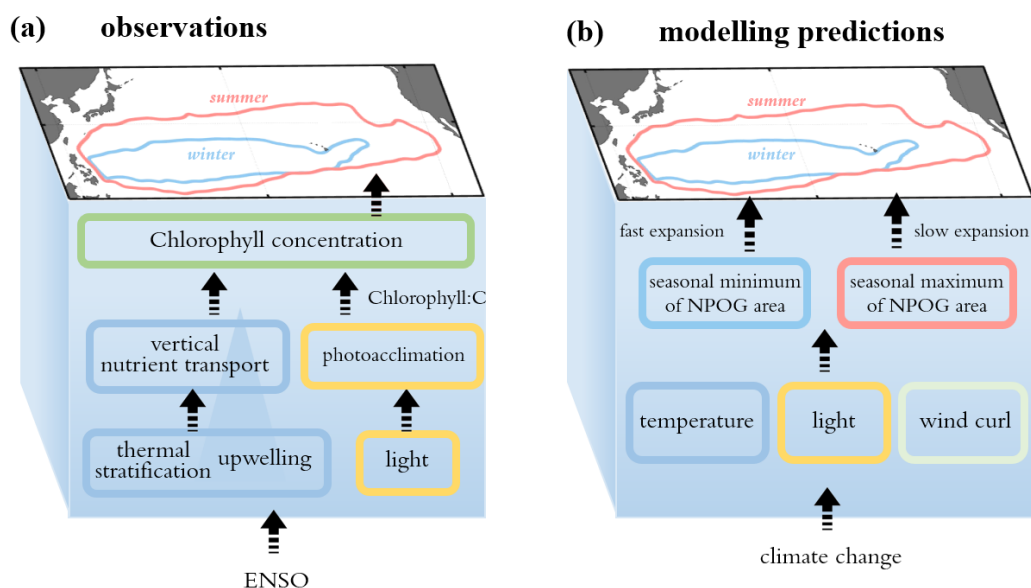 (a) observations
summer
winter
Chlorophyll concentration
Chlorophyll:C
vertical
nutrient transport
photoacclimation
thermal
stratification upwelling
light
ENSO
(b) modelling predictions
summer
winter
fast expansion
slow expansion
seasonal minimum
of NPOG area
seasonal maximum
of NPOG area
temperature
light
wind curl
climate change